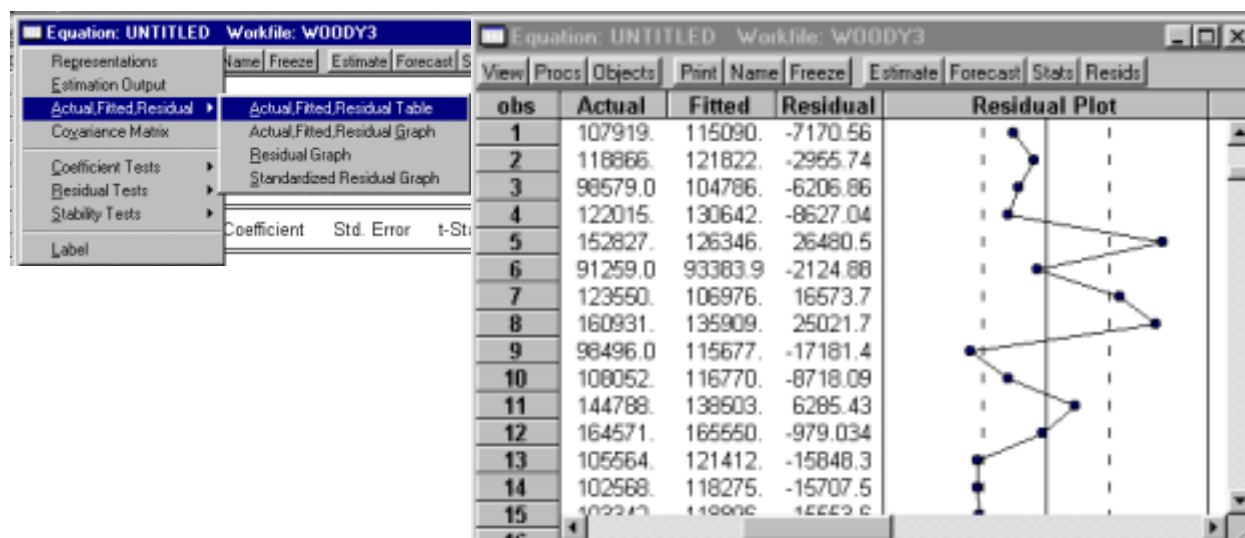 Equation: UNTITLED Workfile: WOODY3
Representations
Estimation Output
Actual,Fitted,Residual
Covariance Matrix
Coefficient Tests
Residual Tests
Stability Tests
Label
Name Freeze Estimate Forecast S
Actual,Fitted,Residual Table
Actual,Fitted,Residual Graph
Residual Graph
Standardized Residual Graph
Coefficient Std. Error t-Sta
Equation: UNTITLED Workfile: WOODY3
View Procs Objects Print Name Freeze Estimate Forecast Stats Resids
obs Actual Fitted Residual Residual Plot
1 107919. 115090. -7170.56
2 118866. 121822. -2955.74
3 98579.0 104786. -6206.86
4 122015. 130642. -8627.04
5 152827. 126346. 26480.5
6 91259.0 93383.9 -2124.88
7 123550. 106976. 16573.7
8 160931. 135909. 25021.7
9 98496.0 115677. -17181.4
10 108052. 116770. -8718.09
11 144788. 138503. 6285.43
12 164571. 165550. -979.034
13 105564. 121412. -15848.3
14 102568. 118275. -15707.5
15